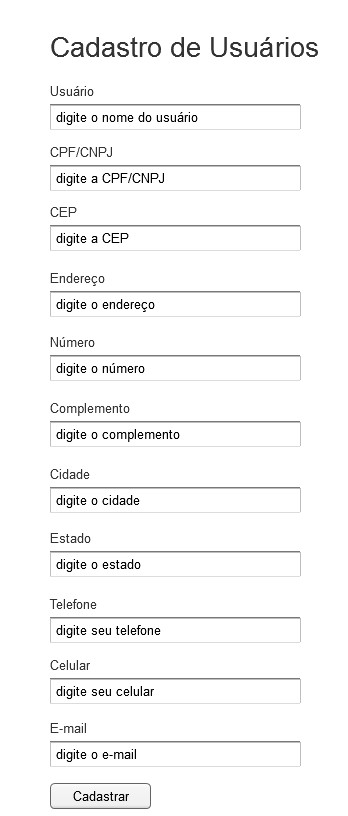 Cadastro de Usuários
Usuário
digite o nome do usuário
CPF/CNPJ
digite a CPF/CNPJ
CEP
digite a CEP
Endereço
digite o endereço
Número
digite o número
Complemento
digite o complemento
Cidade
digite o cidade
Estado
digite o estado
Telefone
digite seu telefone
Celular
digite seu celular
E-mail
digite o e-mail
Cadastrar